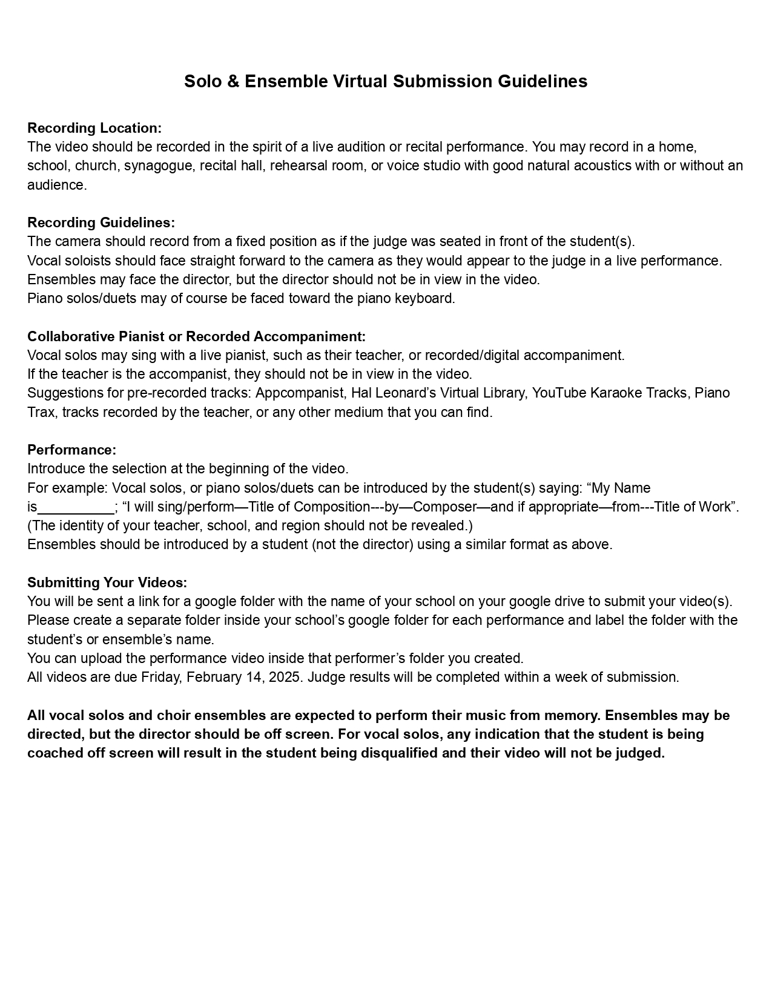 Solo & Ensemble Virtual Submission Guidelines
Recording Location:
The video should be recorded in the spirit of a live audition or recital performance. You may record in a home,
school, church, synagogue, recital hall, rehearsal room, or voice studio with good natural acoustics with or without an
audience.
Recording Guidelines:
The camera should record from a fixed position as if the judge was seated in front of the student(s).
Vocal soloists should face straight forward to the camera as they would appear to the judge in a live performance.
Ensembles may face the director, but the director should not be in view in the video.
Piano solos/duets may of course be faced toward the piano keyboard.
Collaborative Pianist or Recorded Accompaniment:
Vocal solos may sing with a live pianist, such as their teacher, or recorded/digital accompaniment.
If the teacher is the accompanist, they should not be in view in the video.
Suggestions for pre-recorded tracks: Appcompanist, Hal Leonard’s Virtual Library, YouTube Karaoke Tracks, Piano
Trax, tracks recorded by the teacher, or any other medium that you can find.
Performance:
Introduce the selection at the beginning of the video.
For example: Vocal solos, or piano solos/duets can be introduced by the student(s) saying: “My Name
is__________; “I will sing/perform—Title of Composition---by—Composer—and if appropriate—from---Title of Work”.
(The identity of your teacher, school, and region should not be revealed.)
Ensembles should be introduced by a student (not the director) using a similar format as above.
Submitting Your Videos:
You will be sent a link for a google folder with the name of your school on your google drive to submit your video(s).
Please create a separate folder inside your school’s google folder for each performance and label the folder with the
student’s or ensemble’s name.
You can upload the performance video inside that performer’s folder you created.
All videos are due Friday, February 14, 2025. Judge results will be completed within a week of submission.
All vocal solos and choir ensembles are expected to perform their music from memory. Ensembles may be
directed, but the director should be off screen. For vocal solos, any indication that the student is being
coached off screen will result in the student being disqualified and their video will not be judged.